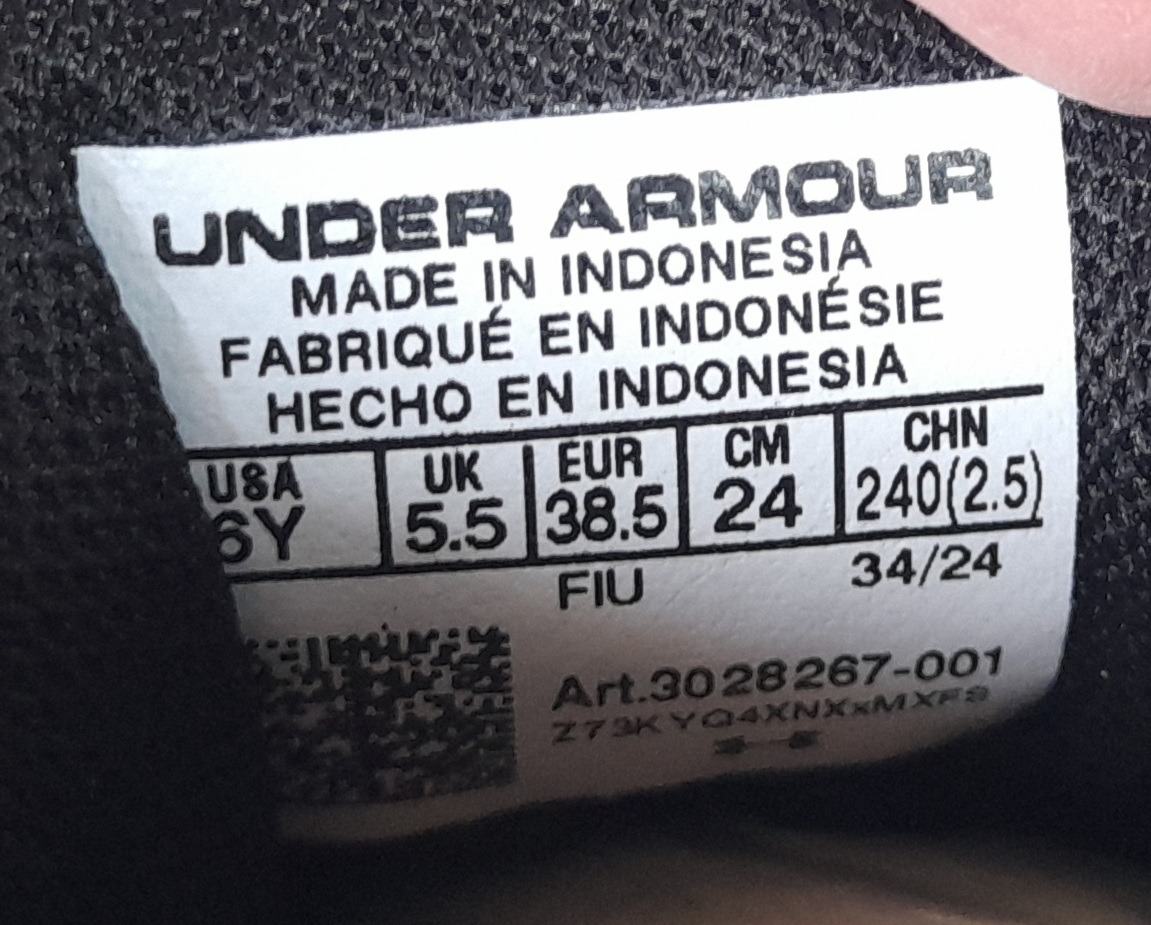 UNDER ARMOUR
MADE IN INDONESIA
FABRIQUÉ EN INDONÉSIE
HECHO EN INDONESIA
USA UK EUR CM CHN
6Y 5.5 38.5 24 240(2.5)
FIU 34/24
Art.3028267-001